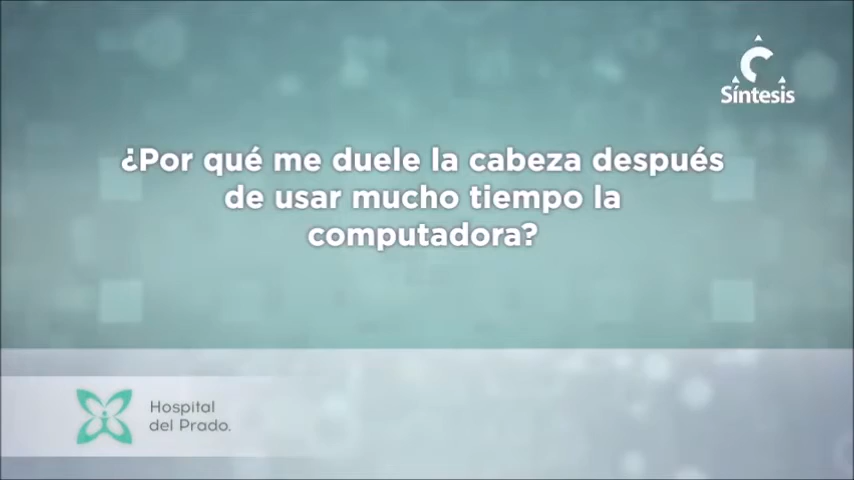 Síntesis
¿Por qué me duele la cabeza después
de usar mucho tiempo la
computadora?
Hospital
del Prado.